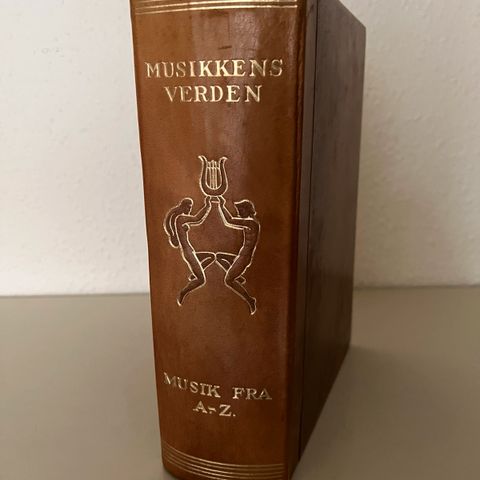 MUSIKKENS
VERDEN
MUSIK FRA
A-Z.